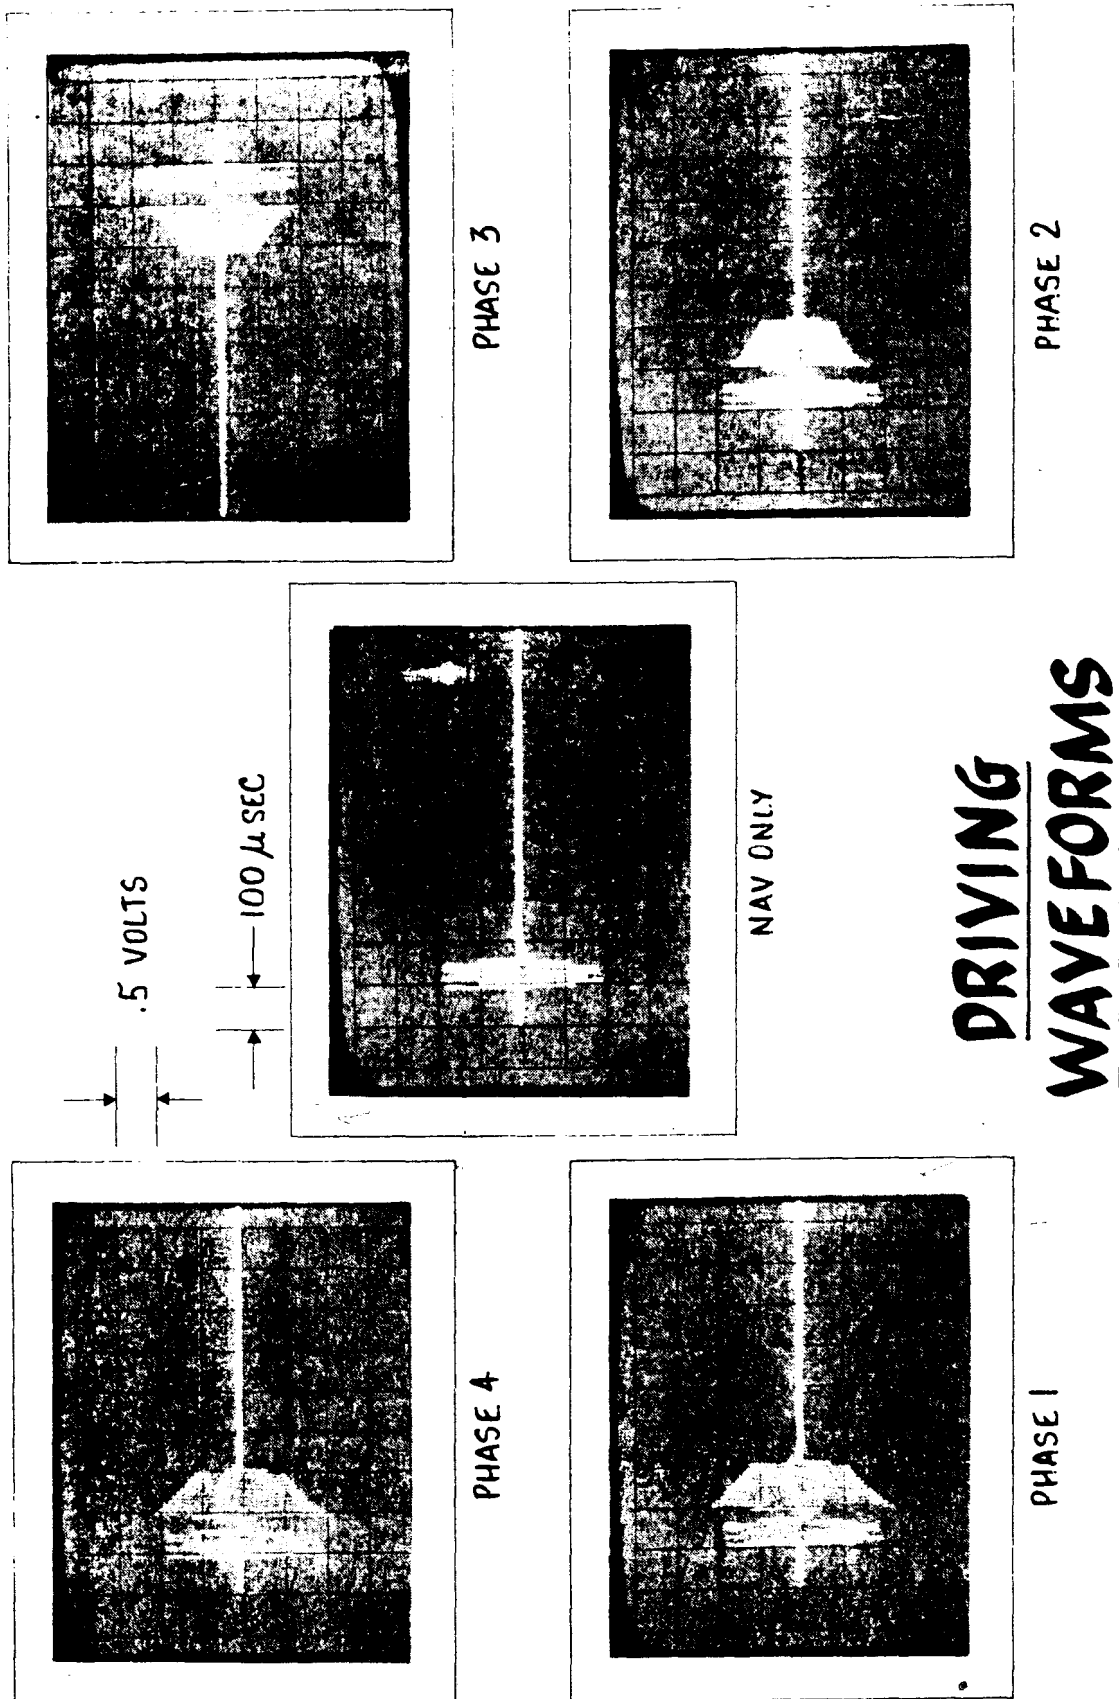 PHASE 4
.5 VOLTS
100 µ SEC
PHASE 3
NAV ONLY
PHASE 1
PHASE 2
DRIVING
WAVEFORMS